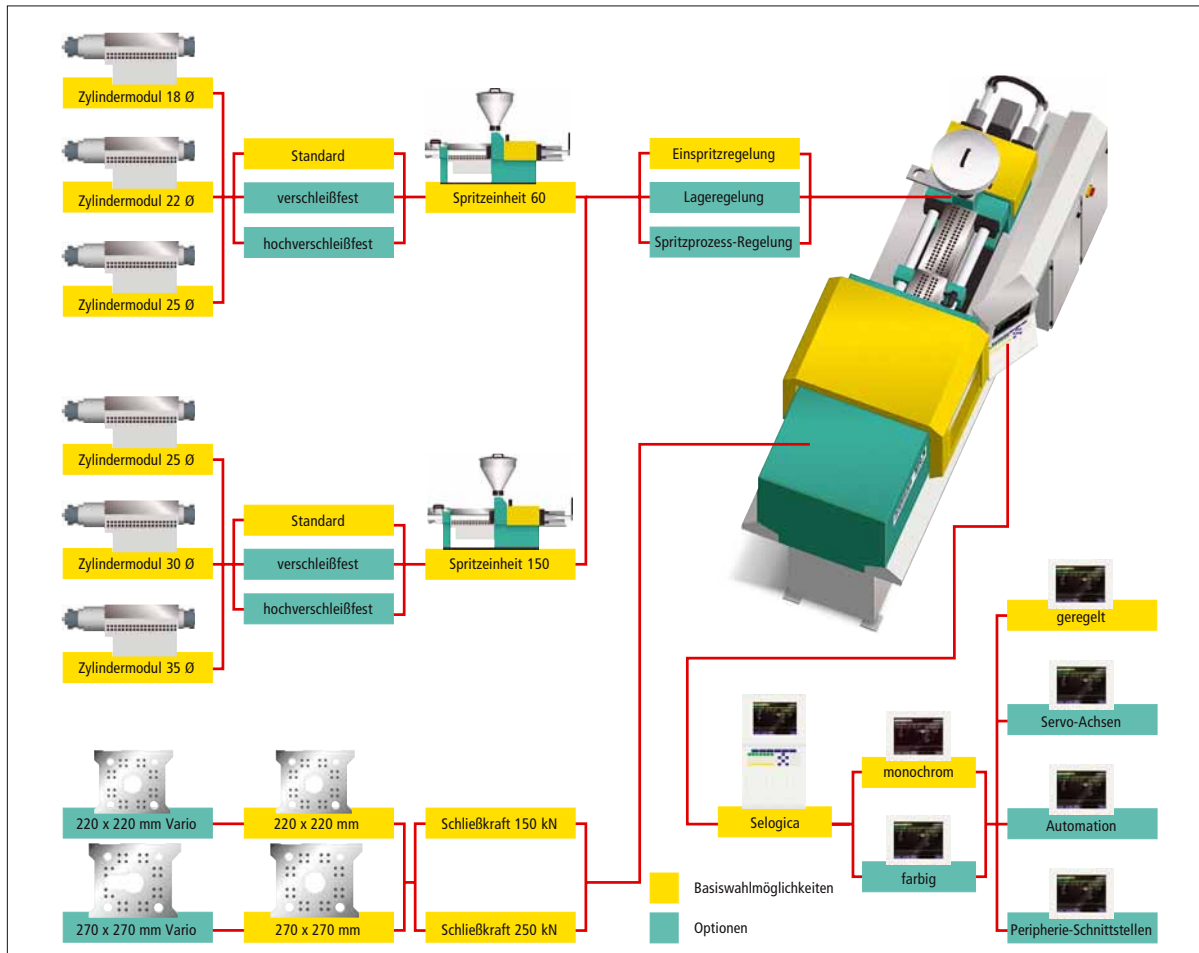 Zylindermodul 18 Ø
Zylindermodul 22 Ø
Zylindermodul 25 Ø
Standard
verschleißfest
hochverschleißfest
Spritzeinheit 60
Einspritzregelung
Lageregelung
Spritzprozess-Regelung
Zylindermodul 25 Ø
Zylindermodul 30 Ø
Zylindermodul 35 Ø
Standard
verschleißfest
hochverschleißfest
Spritzeinheit 150
220 x 220 mm Vario
220 x 220 mm
270 x 270 mm Vario
270 x 270 mm
Schließkraft 150 kN
Schließkraft 250 kN
Selogica
monochrom
farbig
geregelt
Servo-Achsen
Automation
Peripherie-Schnittstellen
Basiswahlmöglichkeiten
Optionen